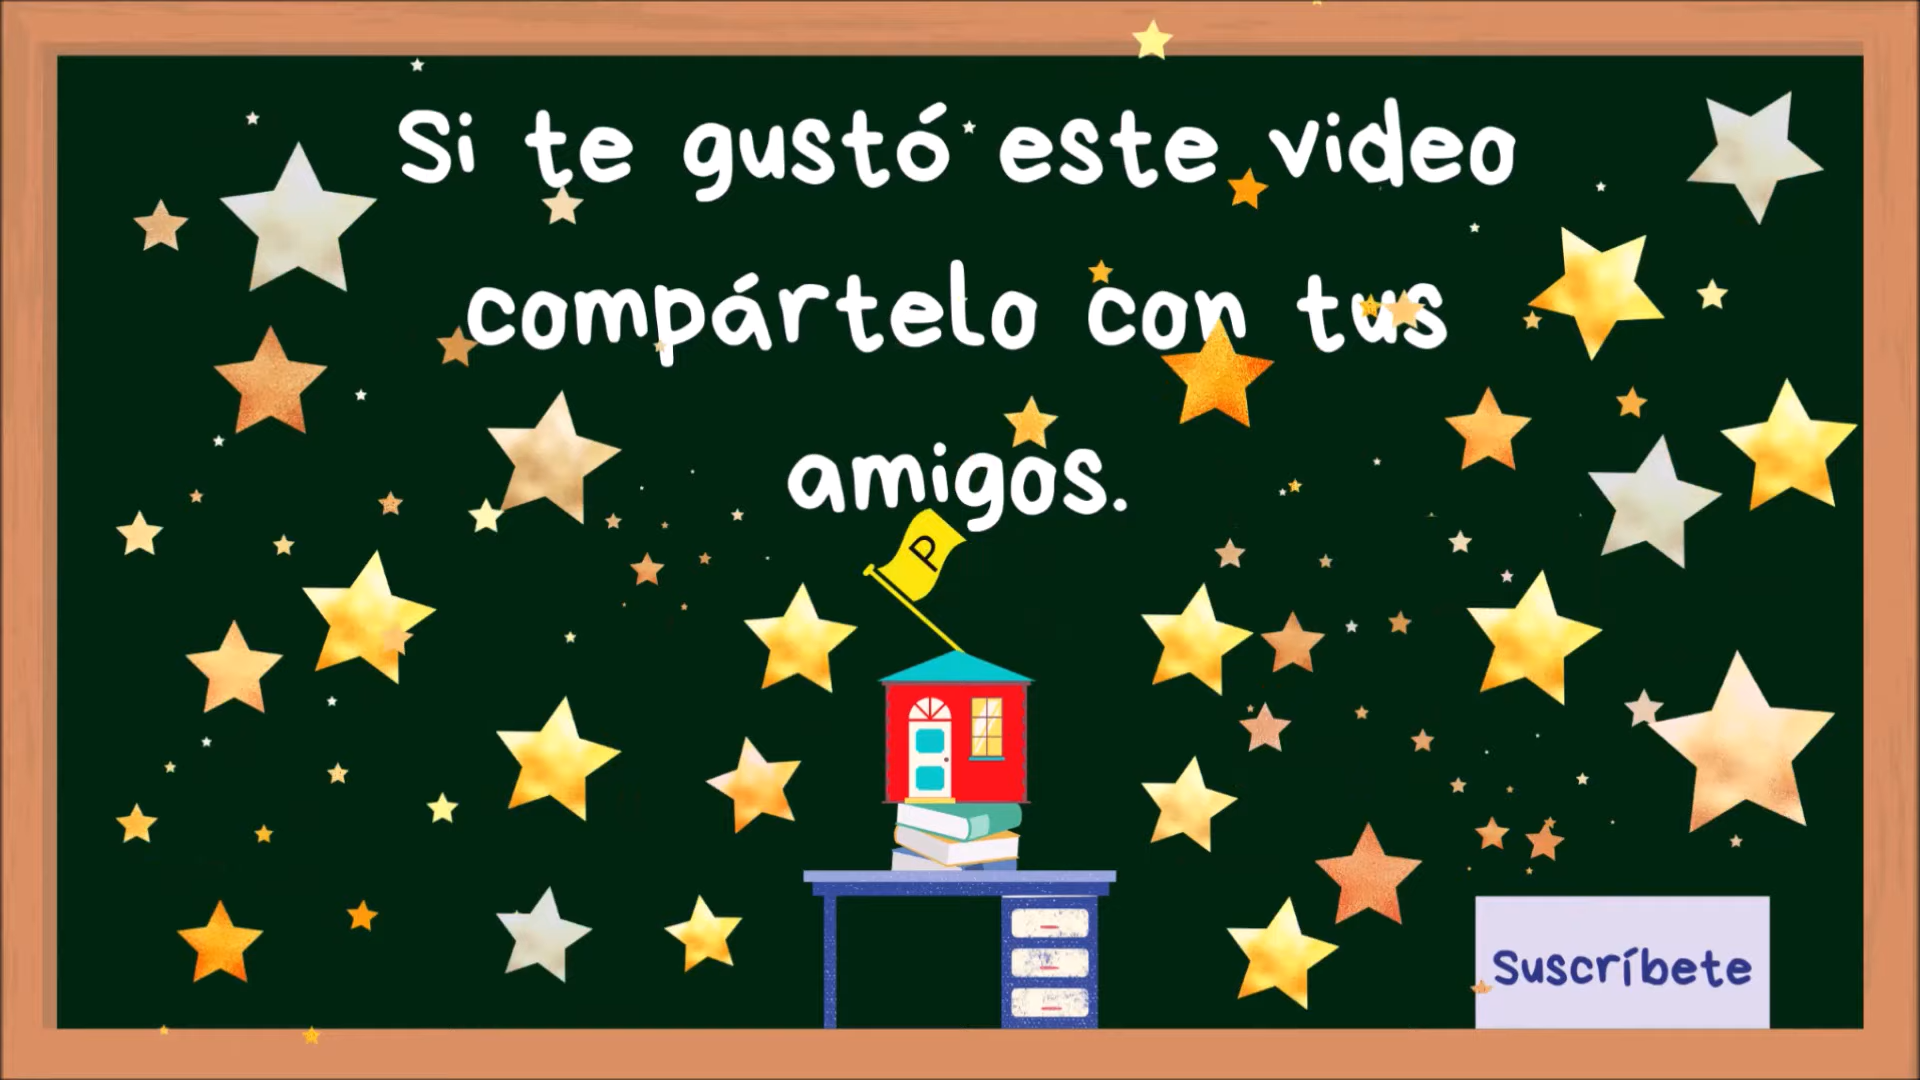 Si te gustó este video
compártelo con tus
amigos.
P
Suscríbete